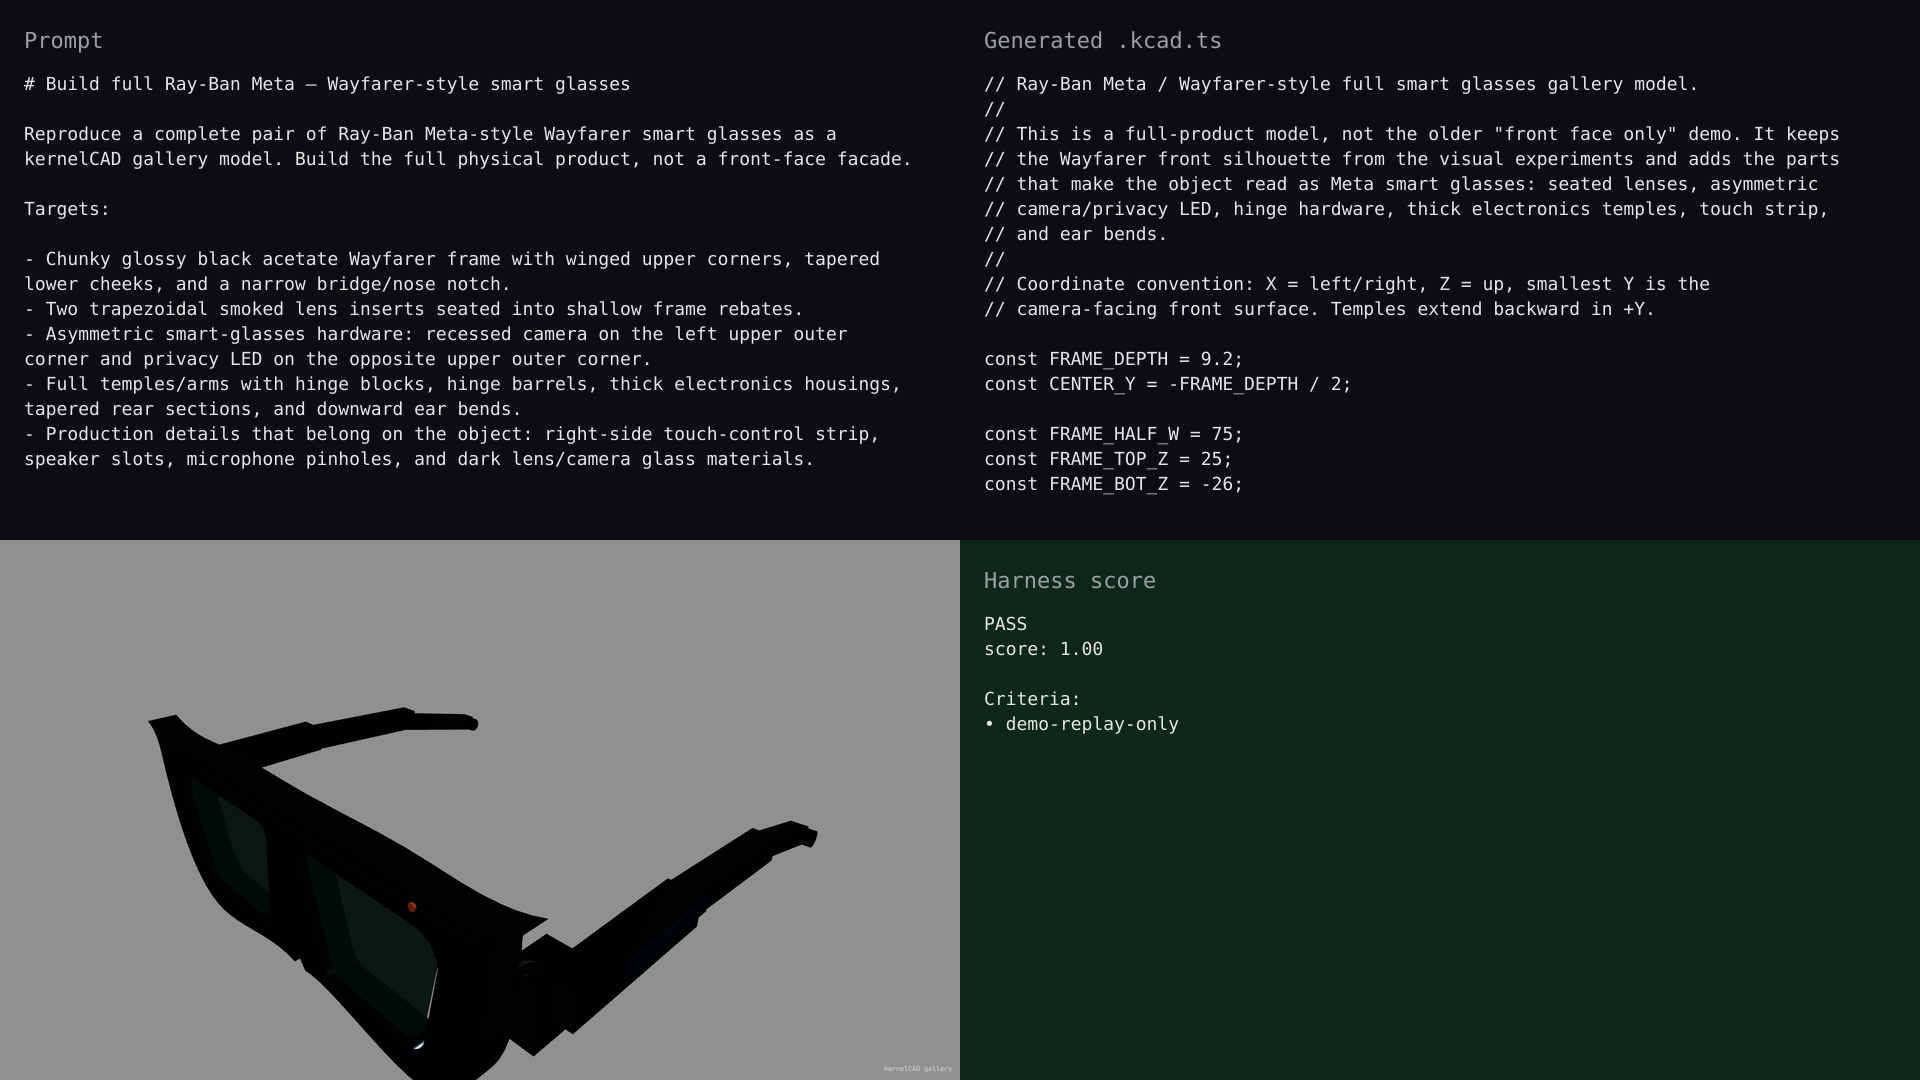 Prompt
# Build full Ray-Ban Meta — Wayfarer-style smart glasses
Reproduce a complete pair of Ray-Ban Meta-style Wayfarer smart glasses as a
kernelCAD gallery model. Build the full physical product, not a front-face facade.
Targets:
- Chunky glossy black acetate Wayfarer frame with winged upper corners, tapered
lower cheeks, and a narrow bridge/nose notch.
- Two trapezoidal smoked lens inserts seated into shallow frame rebates.
- Asymmetric smart-glasses hardware: recessed camera on the left upper outer
corner and privacy LED on the opposite upper outer corner.
- Full temples/arms with hinge blocks, hinge barrels, thick electronics housings,
tapered rear sections, and downward ear bends.
- Production details that belong on the object: right-side touch-control strip,
speaker slots, microphone pinholes, and dark lens/camera glass materials.
Generated .kcad.ts
// Ray-Ban Meta / Wayfarer-style full smart glasses gallery model.
//
// This is a full-product model, not the older "front face only" demo. It keeps
// the Wayfarer front silhouette from the visual experiments and adds the parts
// that make the object read as Meta smart glasses: seated lenses, asymmetric
// camera/privacy LED, hinge hardware, thick electronics temples, touch strip,
// and ear bends.
//
// Coordinate convention: X = left/right, Z = up, smallest Y is the
// camera-facing front surface. Temples extend backward in +Y.
const FRAME_DEPTH = 9.2;
const CENTER_Y = -FRAME_DEPTH / 2;
const FRAME_HALF_W = 75;
const FRAME_TOP_Z = 25;
const FRAME_BOT_Z = -26;
kernelCAD gallery
Harness score
PASS
score: 1.00
Criteria:
• demo-replay-only